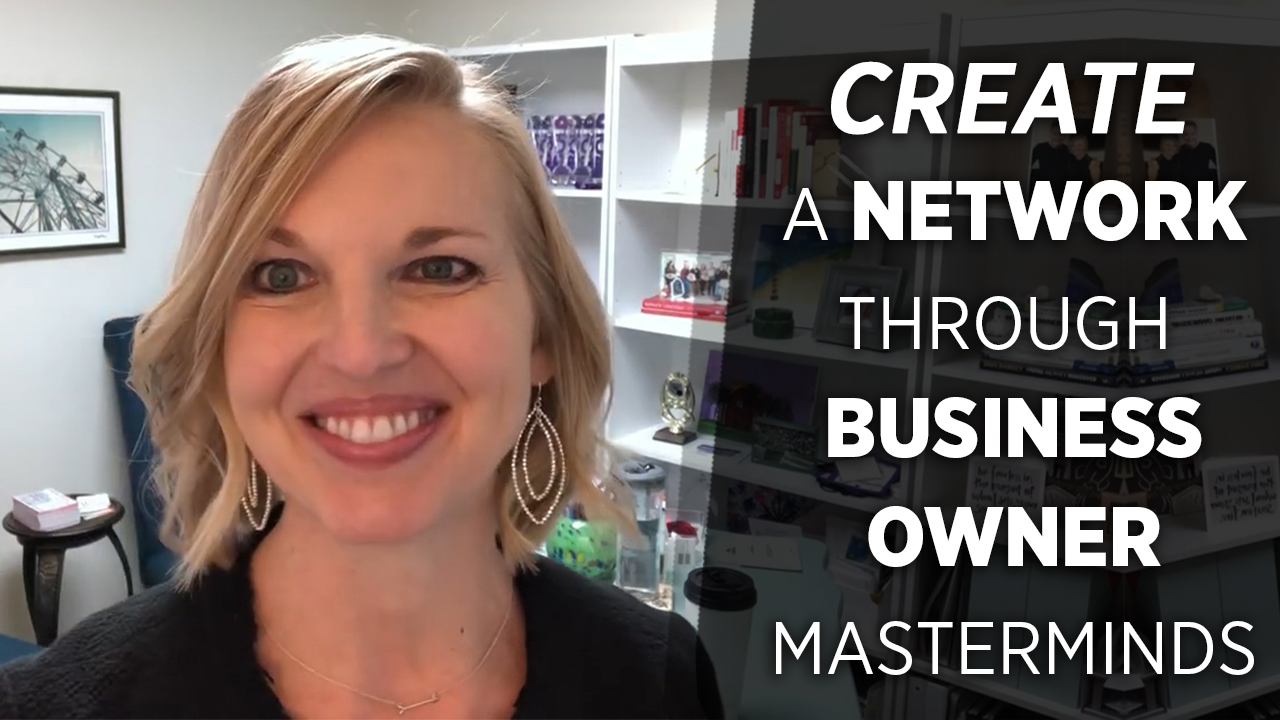 CREATE
A NETWORK
THROUGH
BUSINESS
OWNER
MASTERMINDS